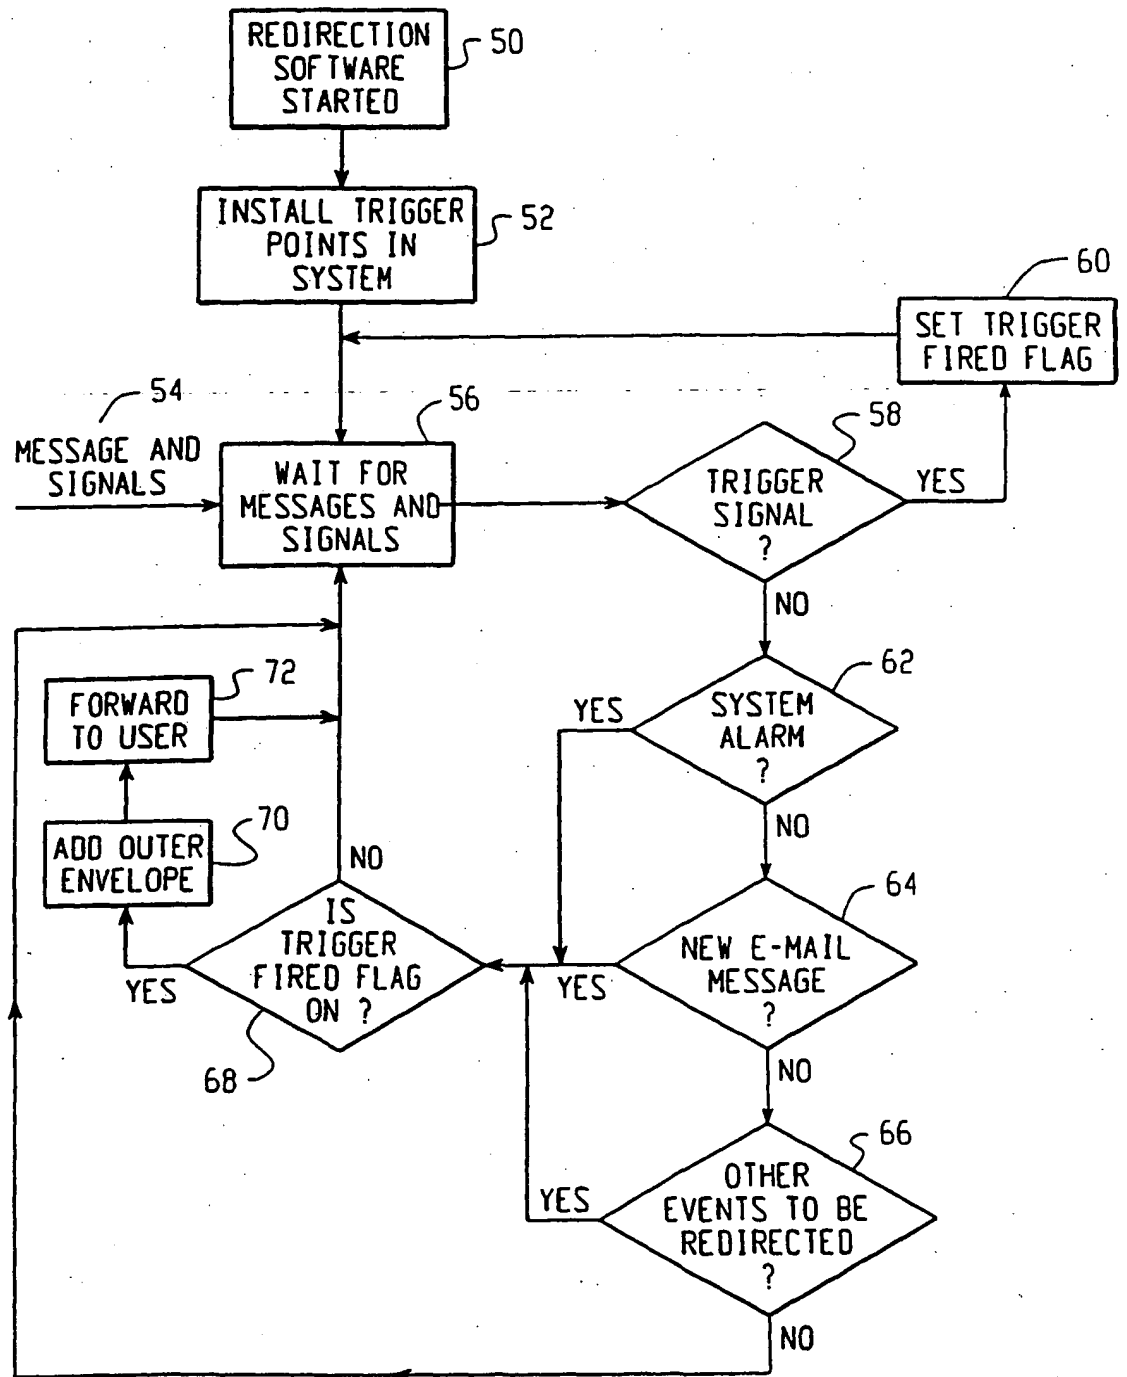 REDIRECTION
SOFTWARE
STARTED
50
INSTALL TRIGGER
POINTS IN
SYSTEM
52
60
SET TRIGGER
FIRED FLAG
54
MESSAGE AND
SIGNALS
56
WAIT FOR
MESSAGES AND
SIGNALS
58
TRIGGER
SIGNAL
?
YES
NO
62
SYSTEM
ALARM
?
YES
NO
72
FORWARD
TO USER
70
ADD OUTER
ENVELOPE
NO
64
NEW E-MAIL
MESSAGE
?
YES
NO
IS
TRIGGER
FIRED FLAG
ON ?
YES
68
66
OTHER
EVENTS TO BE
REDIRECTED
?
YES
NO